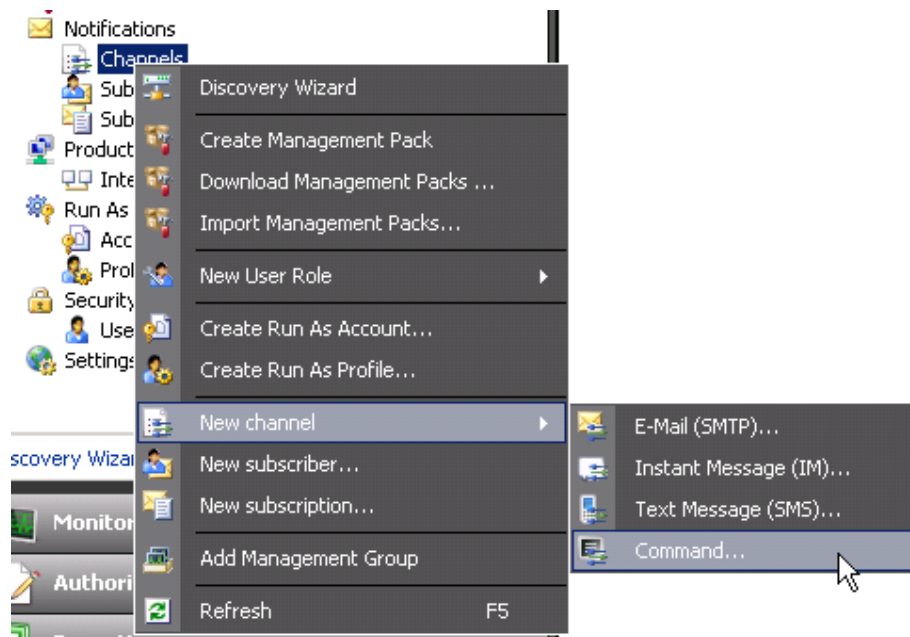 Notifications
Channels
Sub
Sub
Product
Inte
Run As
Acc
Prof
Security
Use
Settings
scovery Wizar
Monitor
Authori
Discovery Wizard
Create Management Pack
Download Management Packs ...
Import Management Packs...
New User Role
Create Run As Account...
Create Run As Profile...
New channel
New subscriber...
New subscription...
Add Management Group
Refresh F5
E-Mail (SMTP)...
Instant Message (IM)...
Text Message (SMS)...
Command...